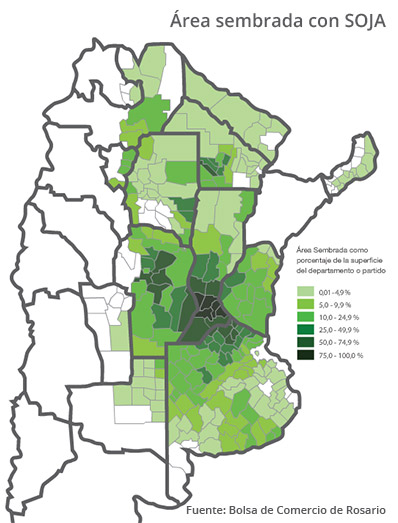 Área sembrada con SOJA
Área Sembrada como
porcentaje de la superficie
del departamento o partido
0,01 -4,9 %
5,0 - 9,9 %
10,0 - 24,9 %
25,0 - 49,9 %
50,0 - 74,9 %
75,0 - 100,0 %
Fuente: Bolsa de Comercio de Rosario